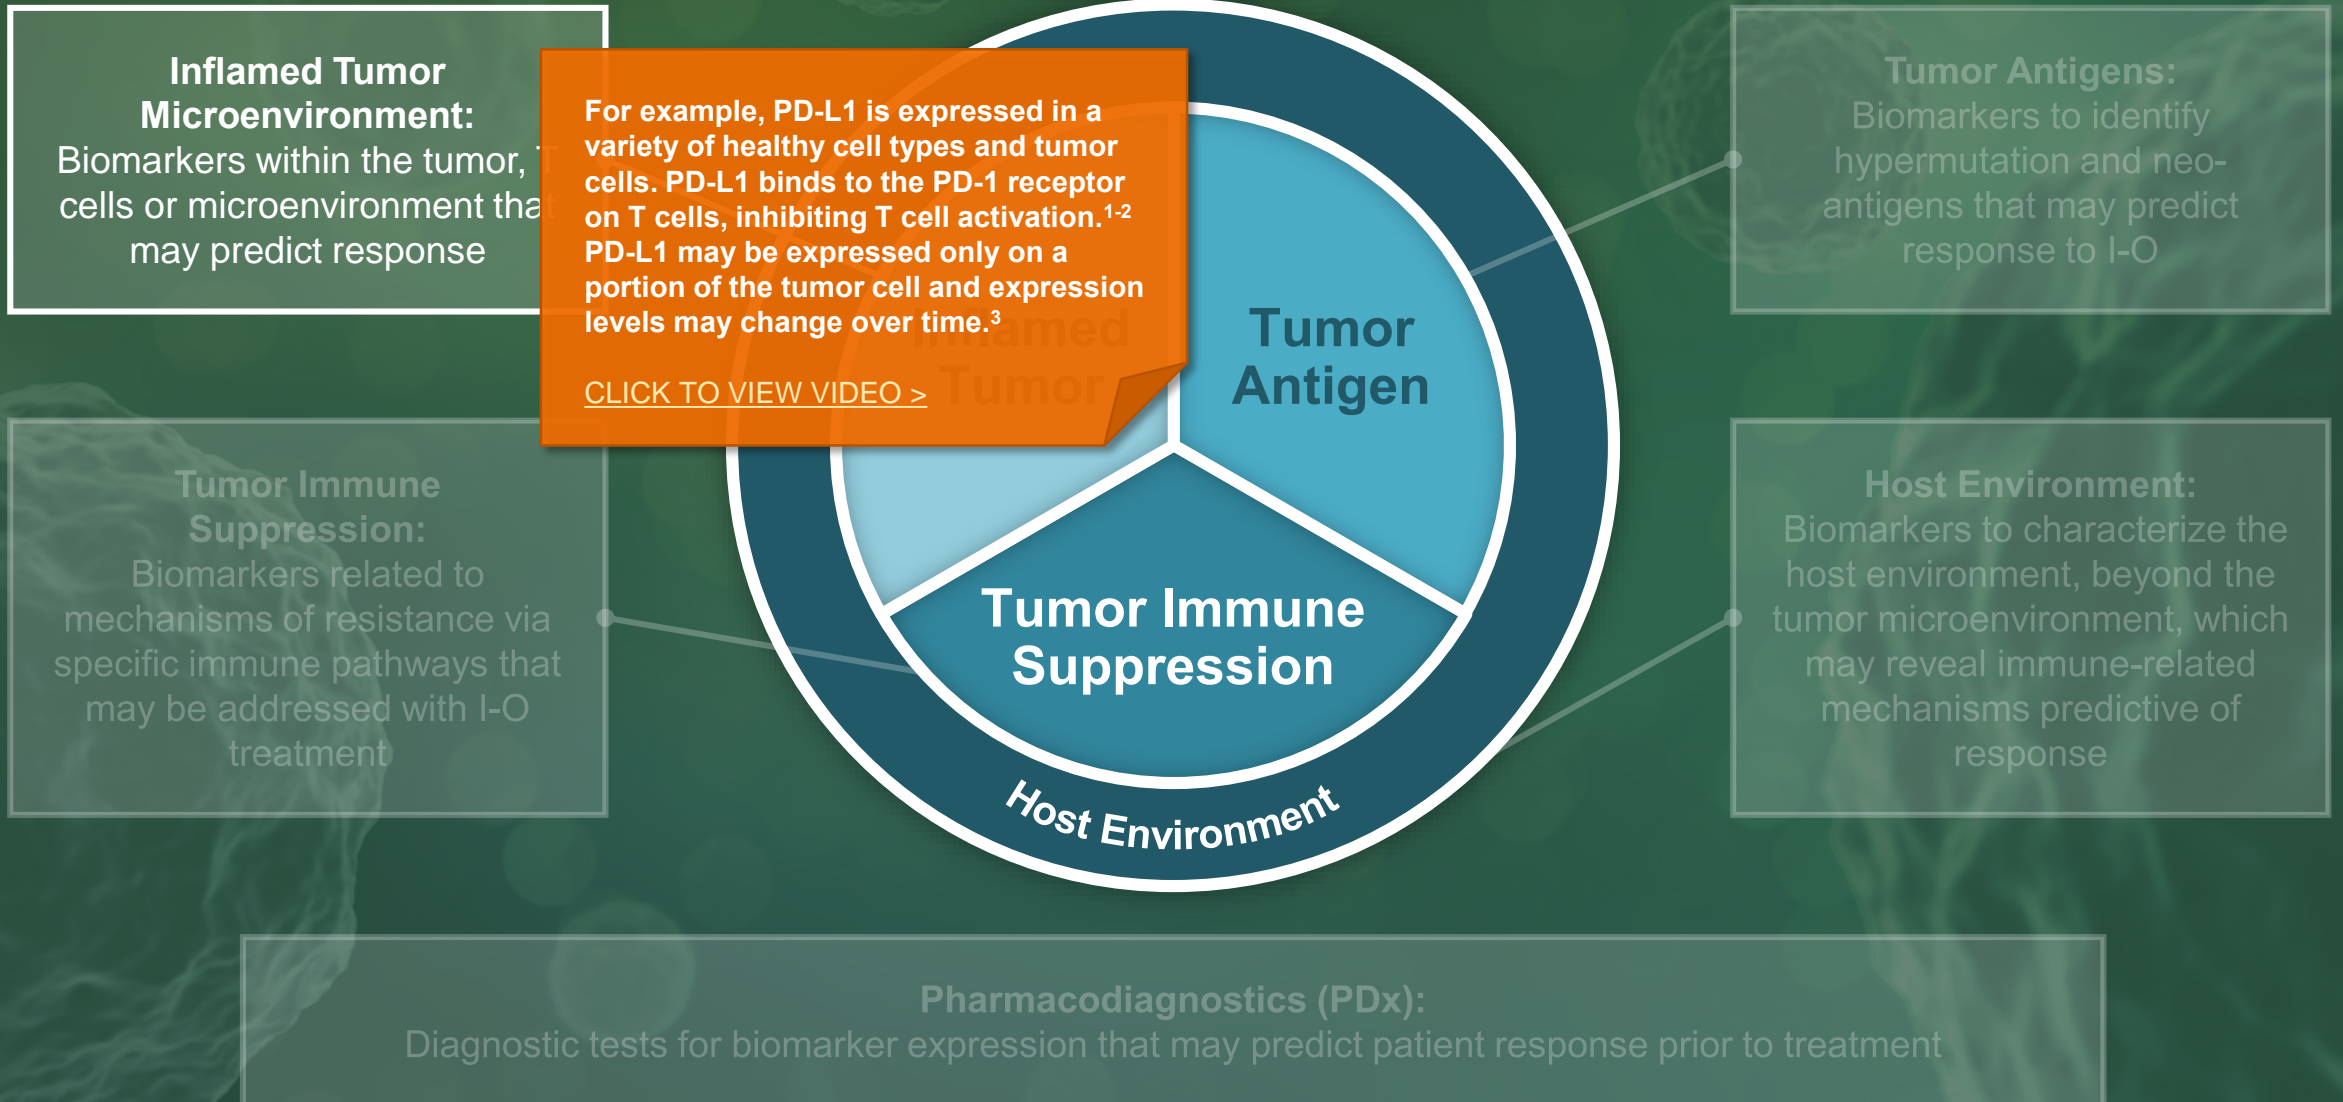 Inflamed Tumor
Microenvironment:
Biomarkers within the tumor, T
cells or microenvironment that
may predict response
For example, PD-L1 is expressed in a
variety of healthy cell types and tumor
cells. PD-L1 binds to the PD-1 receptor
on T cells, inhibiting T cell activation.1-2
PD-L1 may be expressed only on a
portion of the tumor cell and expression
levels may change over time.3
CLICK TO VIEW VIDEO >
Inflamed
Tumor
Tumor
Antigen
Tumor Immune
Suppression
Host Environment
Tumor Antigens:
Biomarkers to identify
hypermutation and neo-
antigens that may predict
response to I-O
Tumor Immune
Suppression:
Biomarkers related to
mechanisms of resistance via
specific immune pathways that
may be addressed with I-O
treatment
Host Environment:
Biomarkers to characterize the
host environment, beyond the
tumor microenvironment, which
may reveal immune-related
mechanisms predictive of
response
Pharmacodiagnostics (PDx):
Diagnostic tests for biomarker expression that may predict patient response prior to treatment